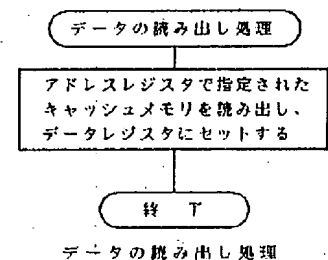 データの読み出し処理
アドレスレジスタで指定された
キャッシュメモリを読み出し、
データレジスタにセットする
終了
データの読み出し処理